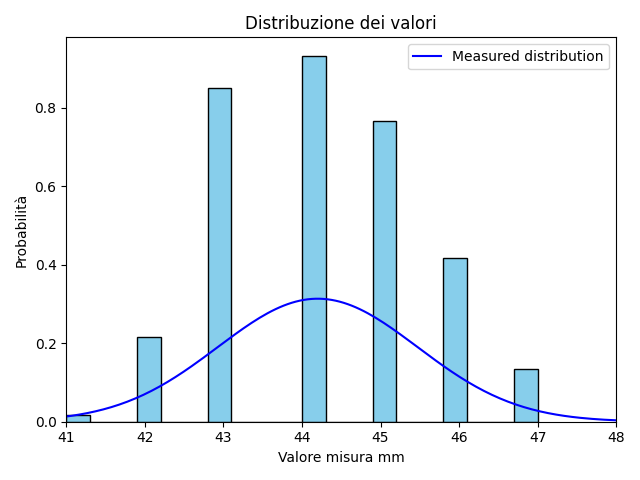 Distribuzione dei valori
Measured distribution
Probabilità
0.8
0.6
0.4
0.2
0.0
41 42 43 44 45 46 47 48
Valore misura mm